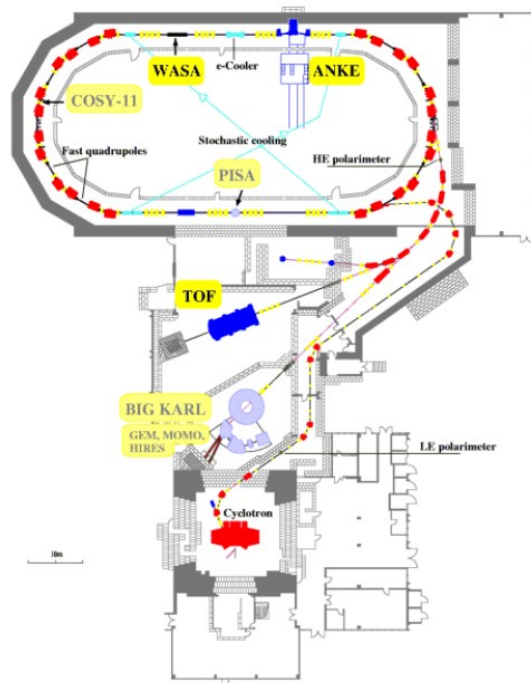 e-Cooler
WASA
ANKE
COSY-11
Stochastic cooling
Fast quadrupoles
HE polarimeter
PISA
TOF
BIG KARL
GEM, MOMO,
HIRES
LE polarimeter
Cyclotron
10m